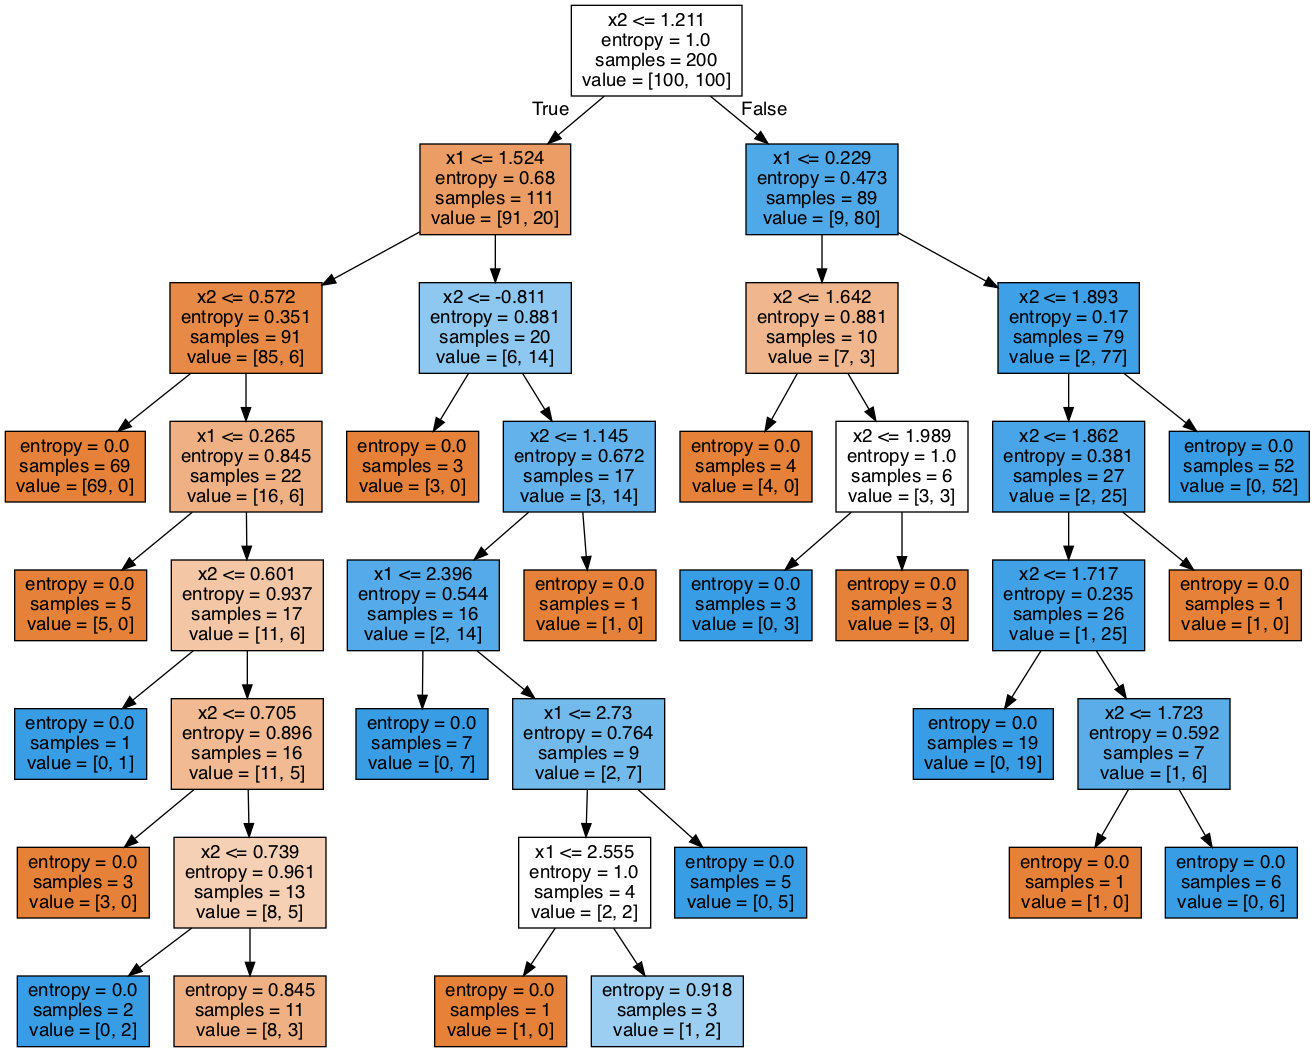 x2 <= 1.211
entropy = 1.0
samples = 200
value = [100, 100]
True
False
x1 <= 1.524
entropy = 0.68
samples = 111
value = [91, 20]
x1 <= 0.229
entropy = 0.473
samples = 89
value = [9, 80]
x2 <= 0.572
entropy = 0.351
samples = 91
value = [85, 6]
x2 <= -0.811
entropy = 0.881
samples = 20
value = [6, 14]
x2 <= 1.642
entropy = 0.881
samples = 10
value = [7, 3]
x2 <= 1.893
entropy = 0.17
samples = 79
value = [2, 77]
entropy = 0.0
samples = 69
value = [69, 0]
x1 <= 0.265
entropy = 0.845
samples = 22
value = [16, 6]
entropy = 0.0
samples = 3
value = [3, 0]
x2 <= 1.145
entropy = 0.672
samples = 17
value = [3, 14]
entropy = 0.0
samples = 4
value = [4, 0]
x2 <= 1.989
entropy = 1.0
samples = 6
value = [3, 3]
x2 <= 1.862
entropy = 0.381
samples = 27
value = [2, 25]
entropy = 0.0
samples = 52
value = [0, 52]
entropy = 0.0
samples = 5
value = [5, 0]
x2 <= 0.601
entropy = 0.937
samples = 17
value = [11, 6]
x1 <= 2.396
entropy = 0.544
samples = 16
value = [2, 14]
entropy = 0.0
samples = 1
value = [1, 0]
entropy = 0.0
samples = 3
value = [0, 3]
entropy = 0.0
samples = 3
value = [3, 0]
x2 <= 1.717
entropy = 0.235
samples = 26
value = [1, 25]
entropy = 0.0
samples = 1
value = [1, 0]
entropy = 0.0
samples = 1
value = [0, 1]
x2 <= 0.705
entropy = 0.896
samples = 16
value = [11, 5]
entropy = 0.0
samples = 7
value = [0, 7]
x1 <= 2.73
entropy = 0.764
samples = 9
value = [2, 7]
entropy = 0.0
samples = 19
value = [0, 19]
x2 <= 1.723
entropy = 0.592
samples = 7
value = [1, 6]
entropy = 0.0
samples = 3
value = [3, 0]
x2 <= 0.739
entropy = 0.961
samples = 13
value = [8, 5]
x1 <= 2.555
entropy = 1.0
samples = 4
value = [2, 2]
entropy = 0.0
samples = 5
value = [0, 5]
entropy = 0.0
samples = 1
value = [1, 0]
entropy = 0.0
samples = 6
value = [0, 6]
entropy = 0.0
samples = 2
value = [0, 2]
entropy = 0.845
samples = 11
value = [8, 3]
entropy = 0.0
samples = 1
value = [1, 0]
entropy = 0.918
samples = 3
value = [1, 2]